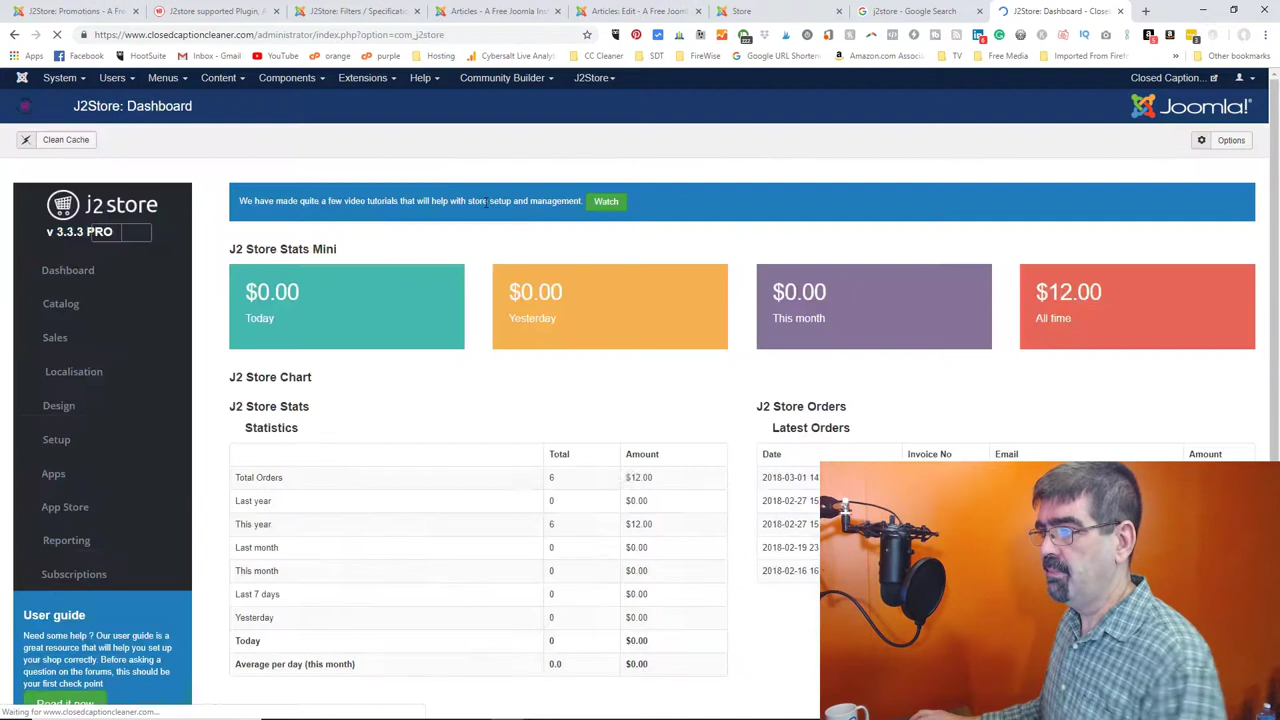 J2Store: Promotions - A Free Jo
J2store supported Plugin, A
J2Store: Filters / Specificatio
Articles - A Free Joomla! Ins
Articles: Edit - A Free Jooml
Store
j2store - Google Search
J2Store: Dashboard - Close
https://www.closedcaptioncleaner.com/administrator/index.php?option=com_j2store
Apps
Facebook
HootSuite
Inbox - Gmail
YouTube
orange
purple
Hosting
Cybersalt Live Analy
CC Cleaner
SDT
FireWise
Google URL Shorten
Amazon.com Associ
TV
Free Media
Imported From Firef
»
Other bookmarks
System
Users
Menus
Content
Components
Extensions
Help
Community Builder
J2Store
Closed Caption...
J2Store: Dashboard
Joomla!
Clean Cache
Options
j2store
v 3.3.3 PRO
Dashboard
Catalog
Sales
Localisation
Design
Setup
Apps
App Store
Reporting
Subscriptions
User guide
Need some help ? Our user guide is a
great resource that will help you set up
your shop correctly. Before asking a
question on the forums, this should be
your first check point
Read it now
We have made quite a few video tutorials that will help with store setup and management.
Watch
J2 Store Stats Mini
$0.00
Today
$0.00
Yesterday
$0.00
This month
$12.00
All time
J2 Store Chart
J2 Store Stats
Statistics
Total
Amount
Total Orders 6 $12.00
Last year 0 $0.00
This year 6 $12.00
Last month 0 $0.00
This month 0 $0.00
Last 7 days 0 $0.00
Yesterday 0 $0.00
Today 0 $0.00
Average per day (this month) 0.0 $0.00
J2 Store Orders
Latest Orders
Date Invoice No Email Amount
2018-03-01 14
2018-02-27 15
2018-02-27 15
2018-02-19 23
2018-02-16 16
Waiting for www.closedcaptioncleaner.com...